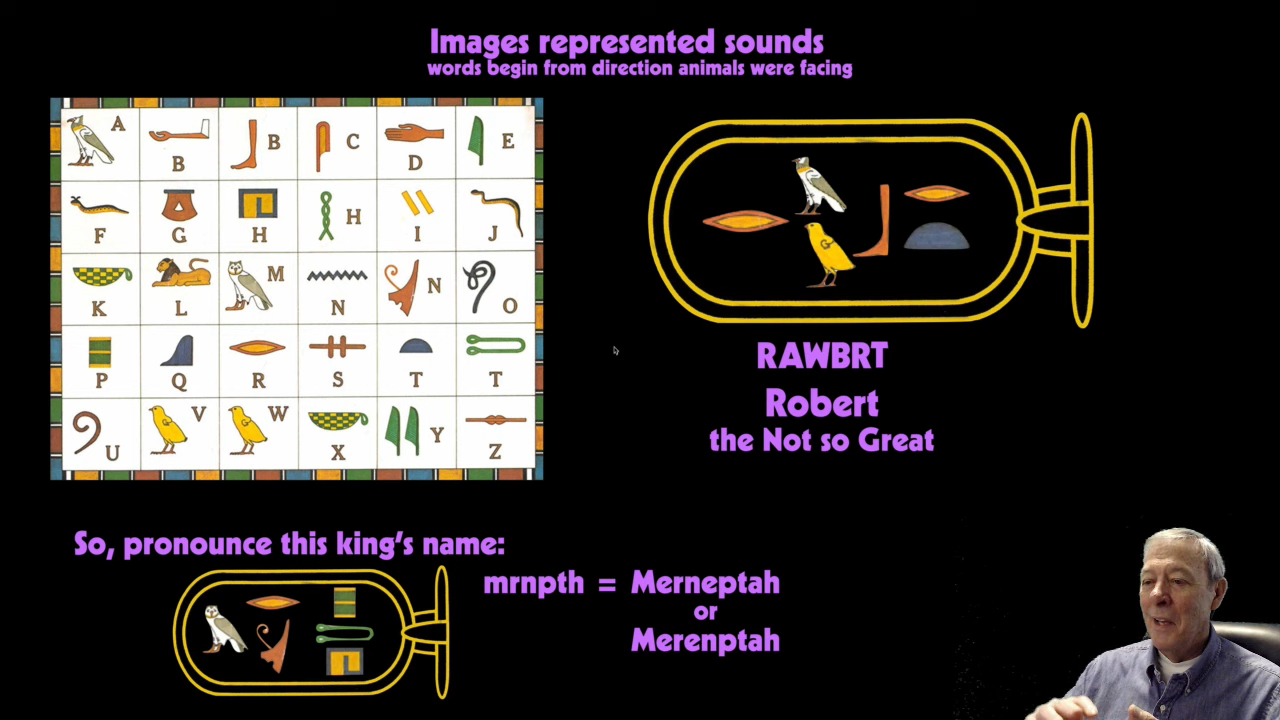 Images represented sounds
words begin from direction animals were facing
A B B C D E
F G H H I J
K L M N N O
P Q R S T T
U V W X Y Z
RAWBRT
Robert
the Not so Great
So, pronounce this king's name:
mrnpth = Merneptah
or
Merenptah